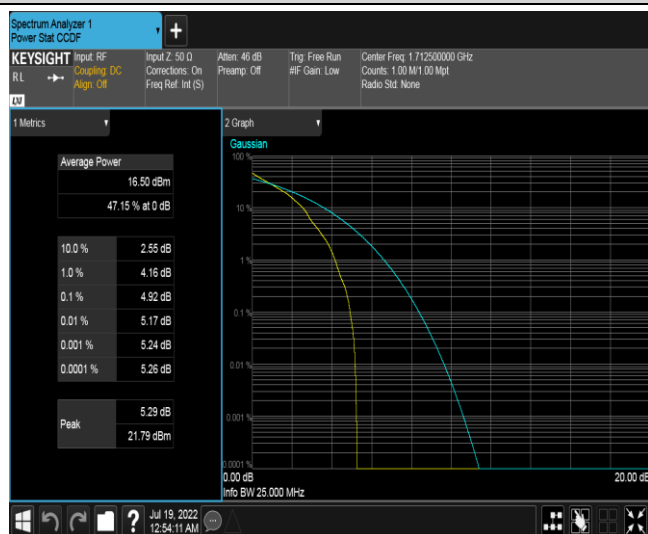 Spectrum Analyzer 1
Power Stat CCDF
+
KEYSIGHT Input: RF Input Z: 50 Ω Atten: 46 dB Trig: Free Run Center Freq: 1.712500000 GHz
RL Coupling: DC Corrections: On Preamp: Off #IF Gain: Low Counts: 1.00 M/1.00 Mpt
Align: Off Freq Ref: Int (S) Radio Std: None
LXI
1 Metrics
Average Power
16.50 dBm
47.15 % at 0 dB
10.0 % 2.55 dB
1.0 % 4.16 dB
0.1 % 4.92 dB
0.01 % 5.17 dB
0.001 % 5.24 dB
0.0001 % 5.26 dB
Peak 5.29 dB
21.79 dBm
2 Graph
Gaussian
100 %
10 %
1 %
0.1 %
0.01 %
0.001 %
0.0001 %
0.00 dB 20.00 dB
Info BW 25.000 MHz
? Jul 19, 2022
12:54:11 AM